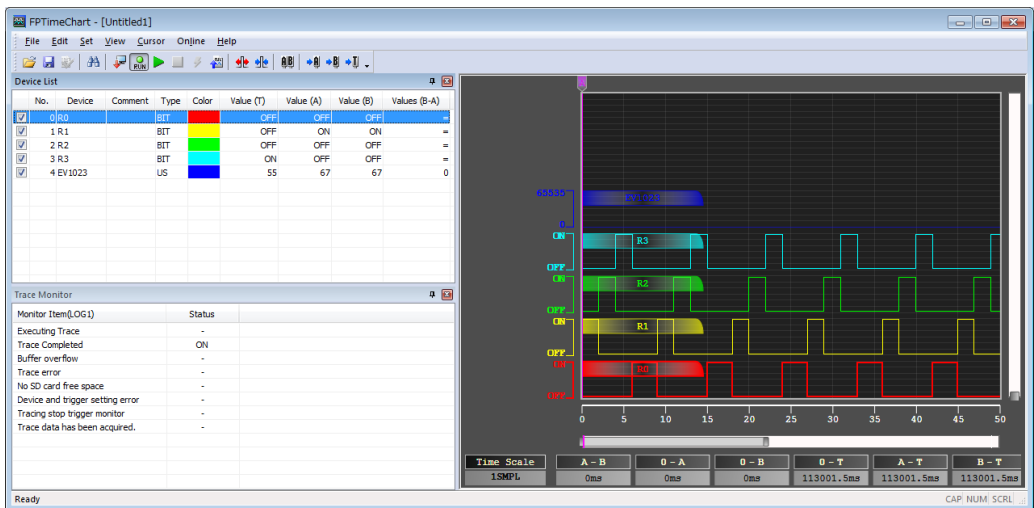 FPTimeChart - [Untitled1]
File Edit Set View Cursor Online Help
RUN
Device List
No. Device Comment Type Color Value (T) Value (A) Value (B) Values (B-A)
0 R0 BIT OFF OFF OFF =
1 R1 BIT OFF ON ON =
2 R2 BIT OFF OFF OFF =
3 R3 BIT ON OFF OFF =
4 EV1023 US 55 67 67 0
Trace Monitor
Monitor Item(LOG1) Status
Executing Trace -
Trace Completed ON
Buffer overflow -
Trace error -
No SD card free space -
Device and trigger setting error -
Tracing stop trigger monitor -
Trace data has been acquired. -
65535
EV1023
0
ON
R3
OFF
ON
R2
OFF
ON
R1
OFF
ON
R0
OFF
0 5 10 15 20 25 30 35 40 45 50
Time Scale A - B 0 - A 0 - B 0 - T A - T B - T
1SMPL 0ms 0ms 0ms 113001.5ms 113001.5ms 113001.5ms
Ready CAP NUM SCRL